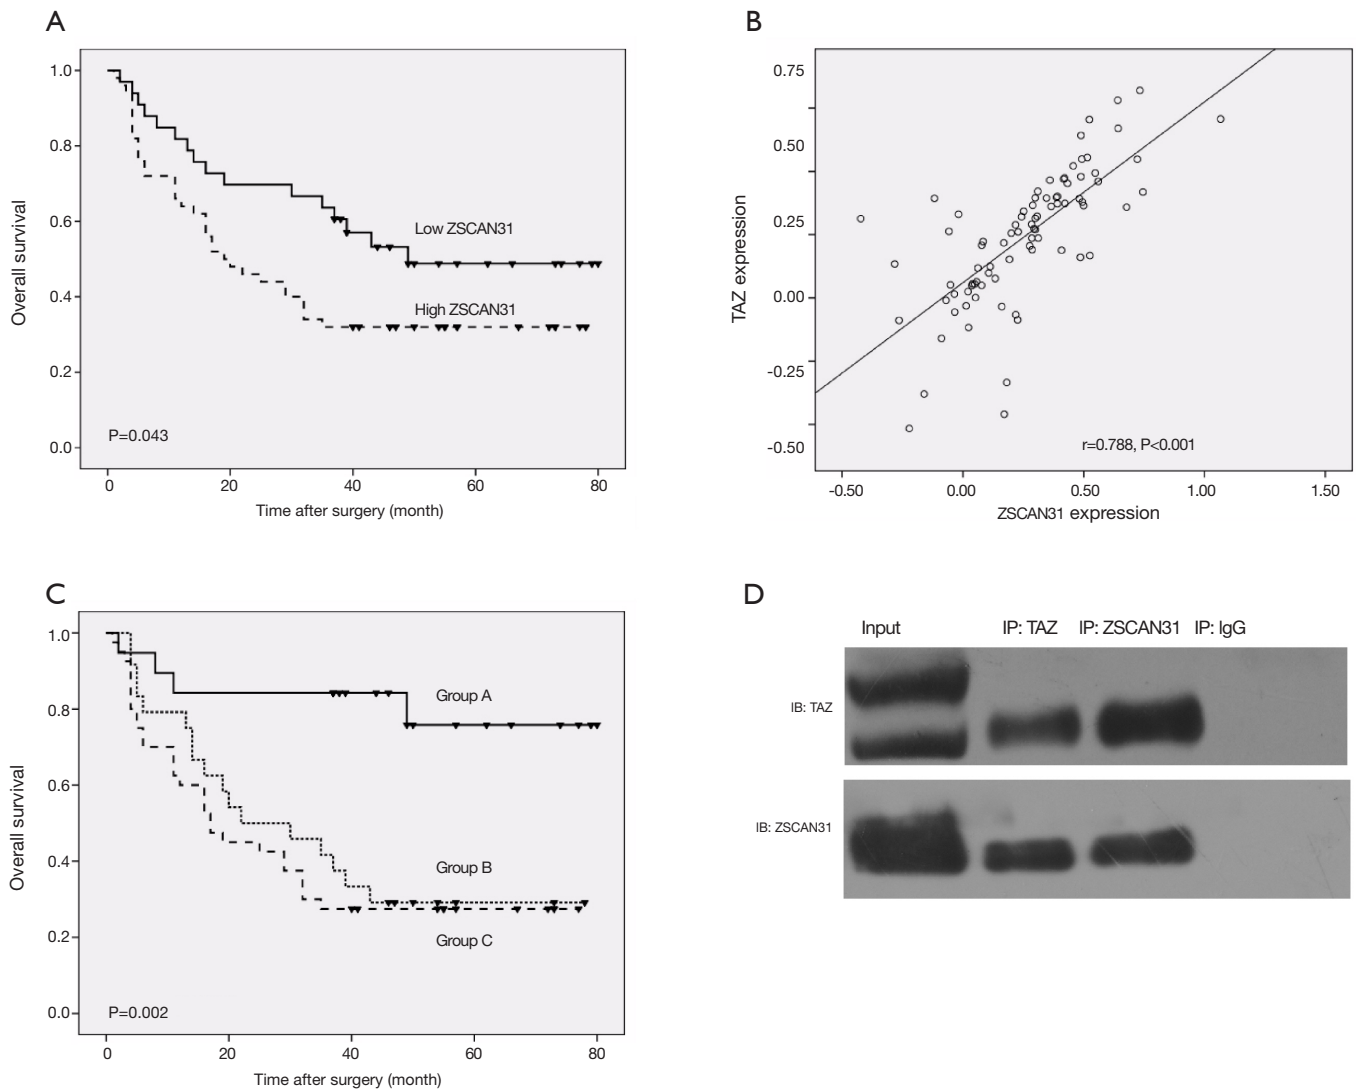 A
1.0
0.8
0.6
0.4
0.2
0.0
Overall survival
Low ZSCAN31
High ZSCAN31
P=0.043
0 20 40 60 80
Time after surgery (month)
B
0.75
0.50
0.25
0.00
-0.25
-0.50
TAZ expression
r=0.788, P<0.001
-0.50 0.00 0.50 1.00 1.50
ZSCAN31 expression
C
1.0
0.8
0.6
0.4
0.2
0.0
Overall survival
Group A
Group B
Group C
P=0.002
0 20 40 60 80
Time after surgery (month)
D
Input IP: TAZ IP: ZSCAN31 IP: IgG
IB: TAZ
IB: ZSCAN31